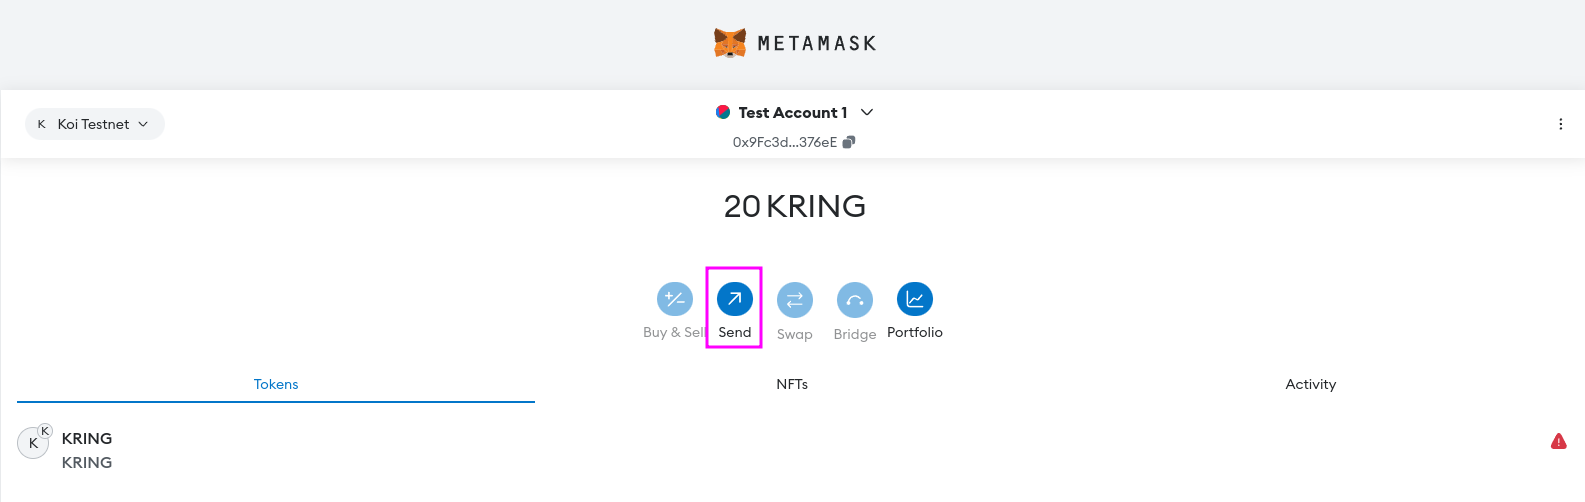 METAMASK
K Koi Testnet
Test Account 1
0x9Fc3d...376eE
20 KRING
Buy & Sell Send Swap Bridge Portfolio
Tokens NFTs Activity
K K KRING
KRING